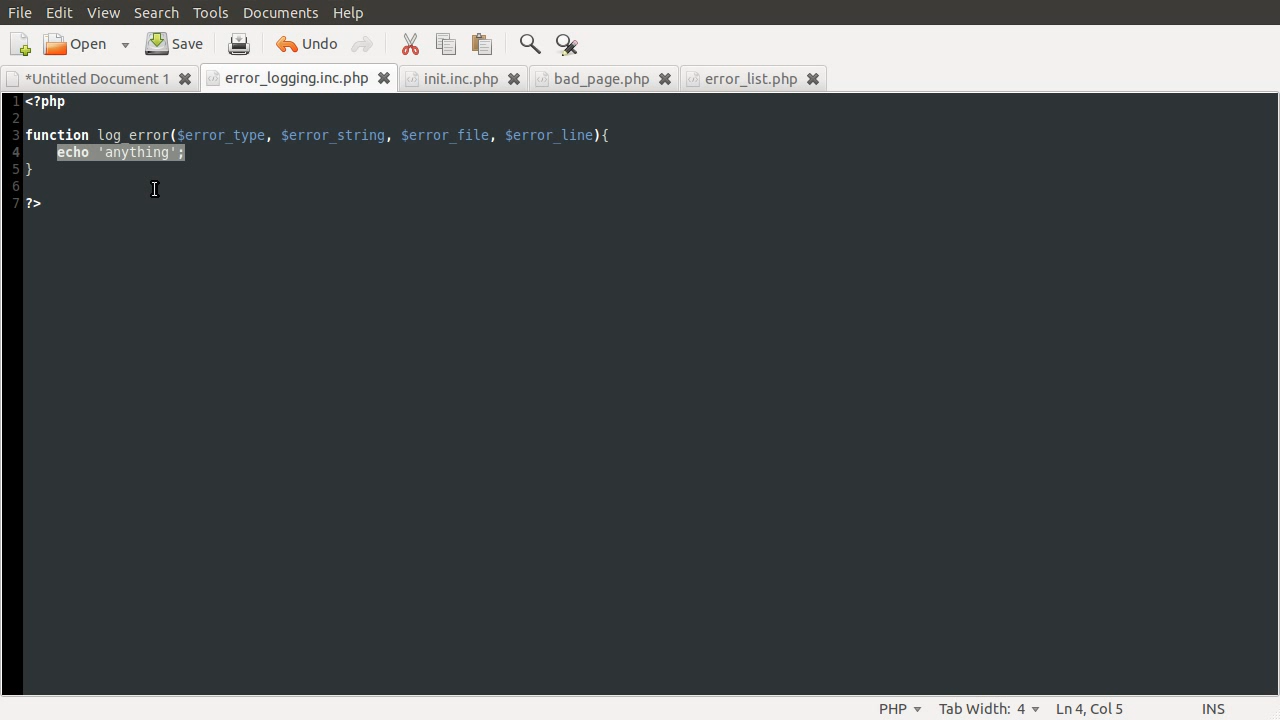 File Edit View Search Tools Documents Help
Open Save Undo
*Untitled Document 1 error_logging.inc.php init.inc.php bad_page.php error_list.php
1 <?php
2
3 function log_error($error_type, $error_string, $error_file, $error_line){
4     echo 'anything';
5 }
6
7 ?>
PHP Tab Width: 4 Ln 4, Col 5 INS